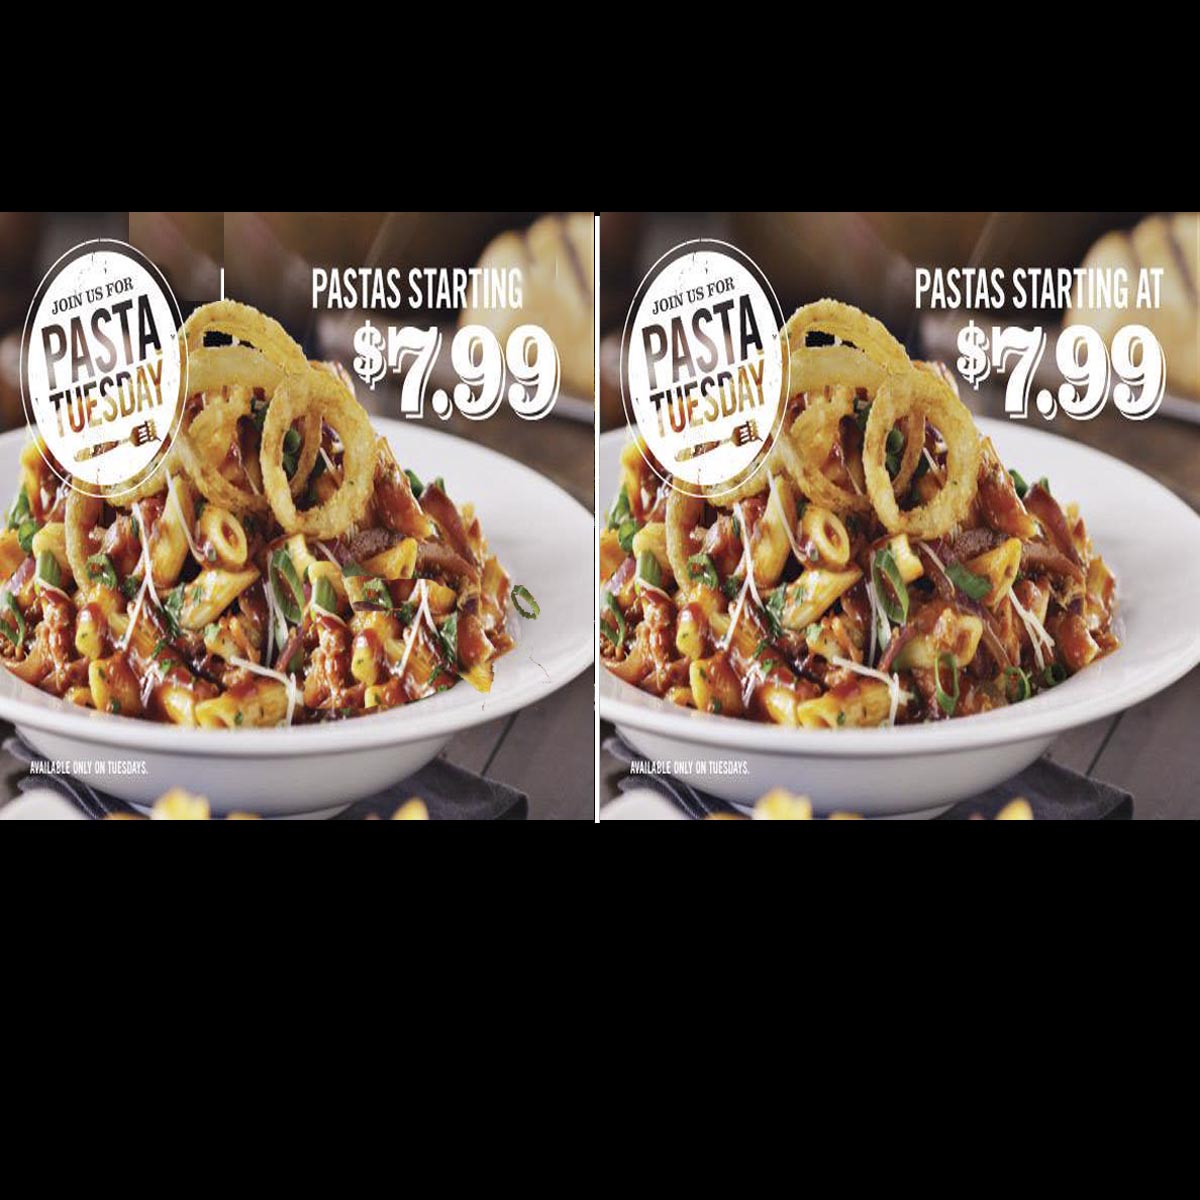 JOIN US FOR
PASTA
TUESDAY
PASTAS STARTING
$7.99
AVAILABLE ONLY ON TUESDAYS.
JOIN US FOR
PASTA
TUESDAY
PASTAS STARTING AT
$7.99
AVAILABLE ONLY ON TUESDAYS.